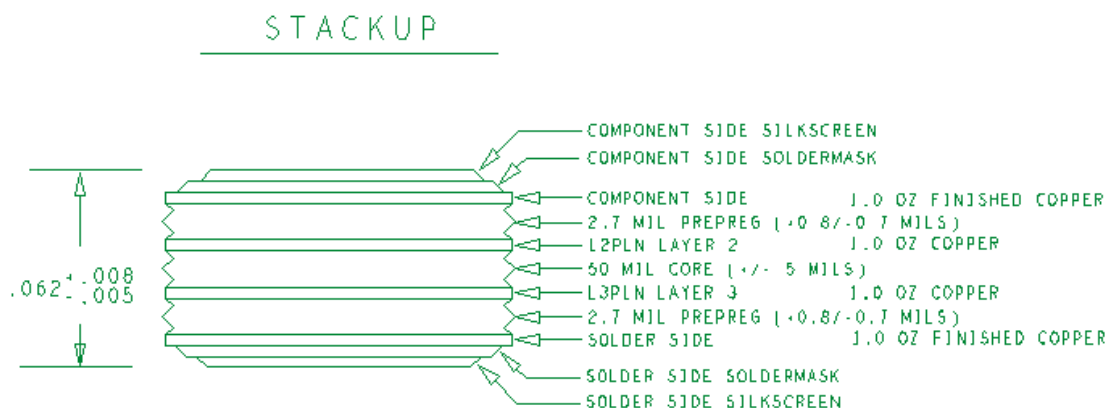 STACKUP
COMPONENT SIDE SILKSCREEN
COMPONENT SIDE SOLDERMASK
COMPONENT SIDE 1.0 OZ FINISHED COPPER
2.7 MIL PREPREG (+0.8/-0.7 MILS)
L2PLN LAYER 2 1.0 OZ COPPER
50 MIL CORE (+/- 5 MILS)
.062 +.008 -.005
L3PLN LAYER 3 1.0 OZ COPPER
2.7 MIL PREPREG (+0.8/-0.7 MILS)
SOLDER SIDE 1.0 OZ FINISHED COPPER
SOLDER SIDE SOLDERMASK
SOLDER SIDE SILKSCREEN